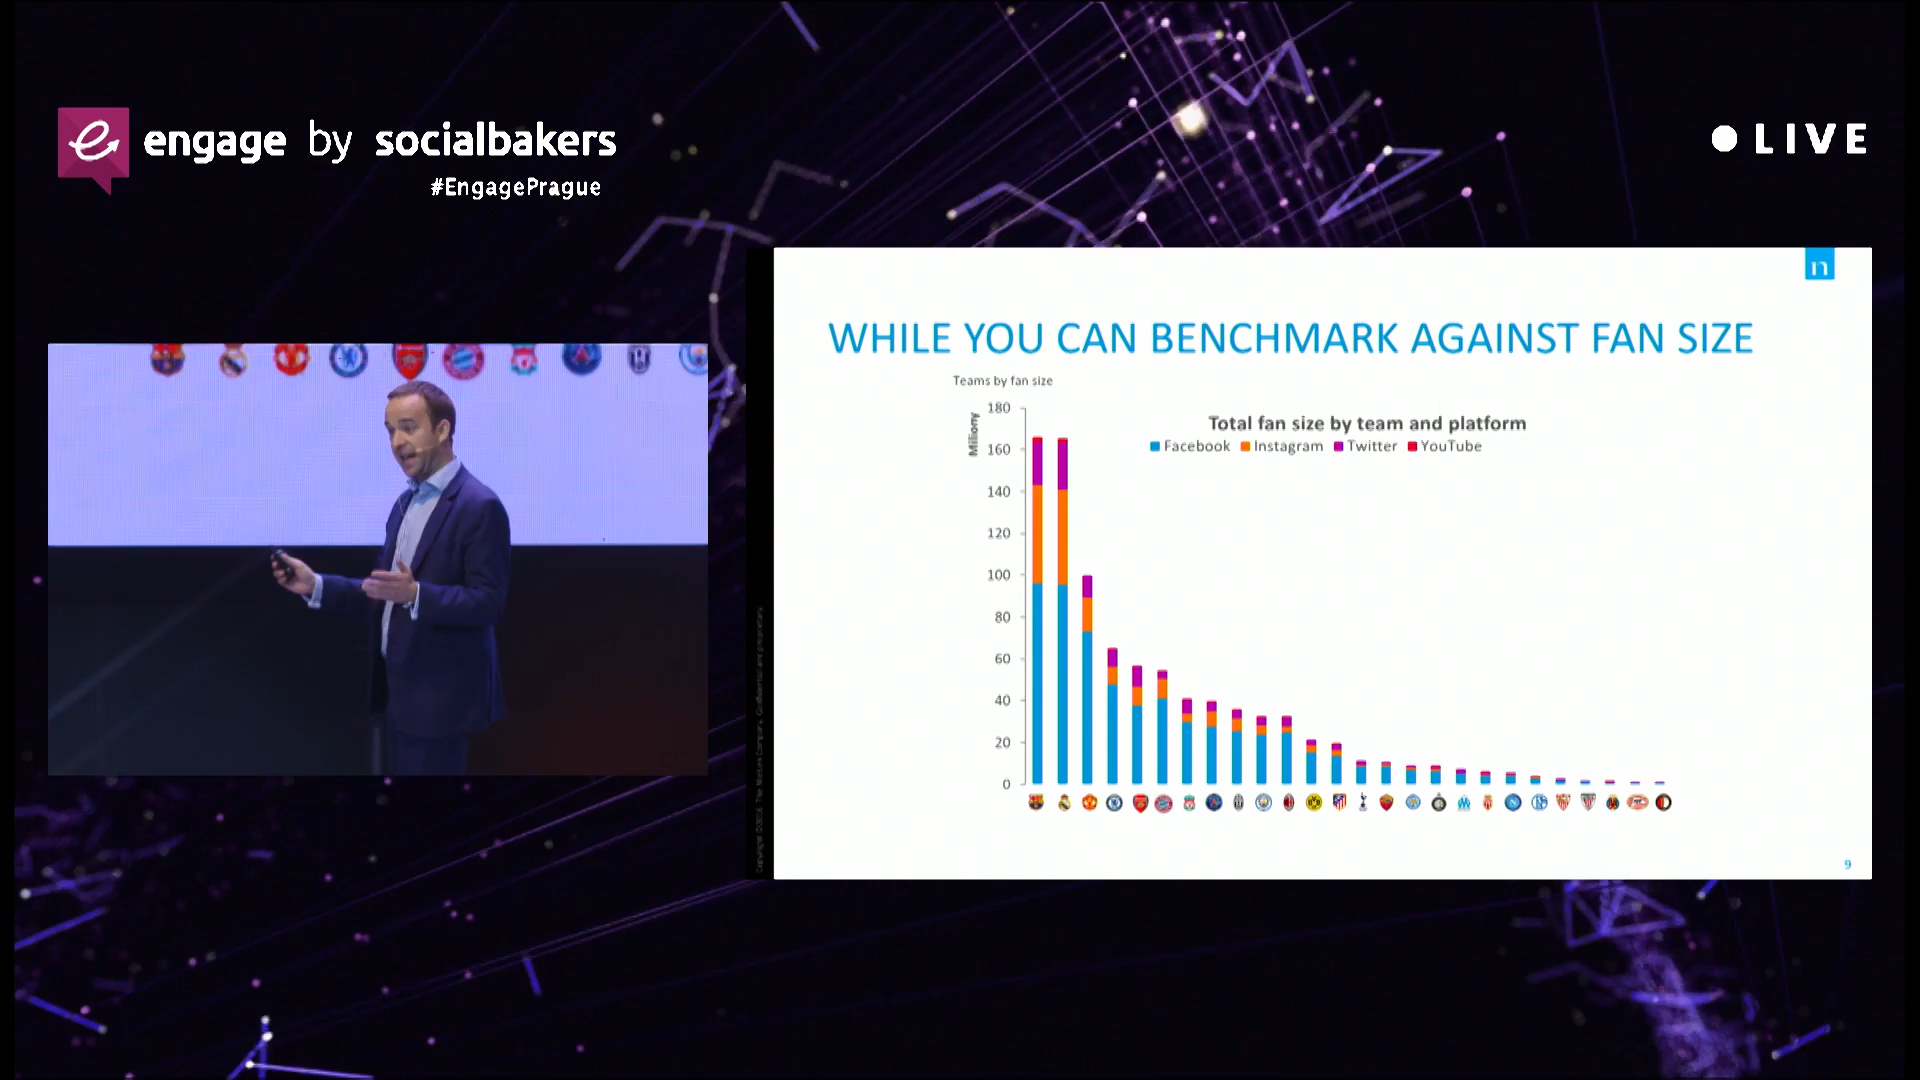 engage by socialbakers
#EngagePrague
LIVE
n
WHILE YOU CAN BENCHMARK AGAINST FAN SIZE
Teams by fan size
Miliony
Total fan size by team and platform
Facebook Instagram Twitter YouTube
180
160
140
120
100
80
60
40
20
0
9